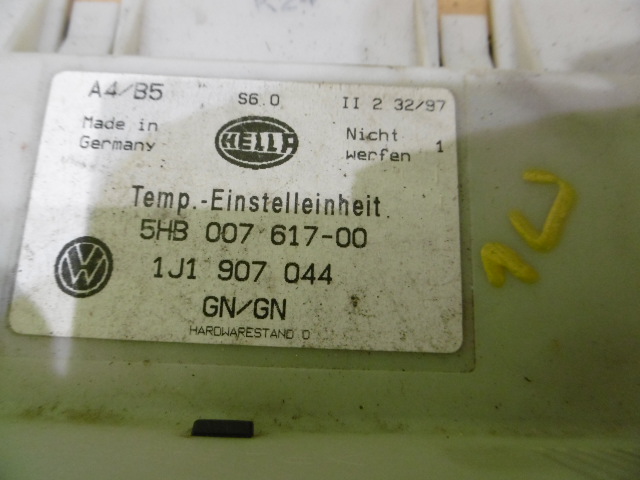 A4/B5
S6.0
II 2 32/97
Made in
Germany
HELLA
Nicht
werfen 1
Temp.-Einstelleinheit
5HB 007 617-00
1J1 907 044
GN/GN
HARDWARESTAND 0